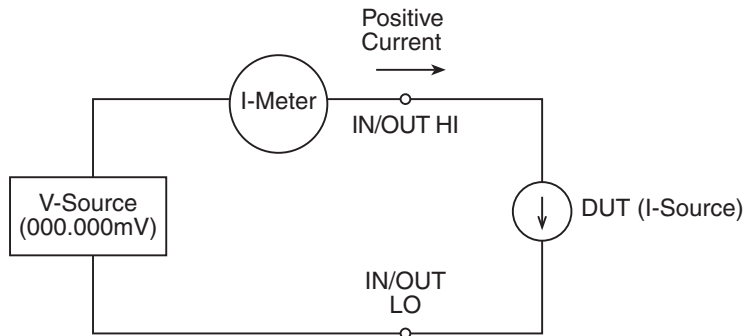 Positive
Current
I-Meter
IN/OUT HI
V-Source
(000.000mV)
DUT (I-Source)
IN/OUT
LO